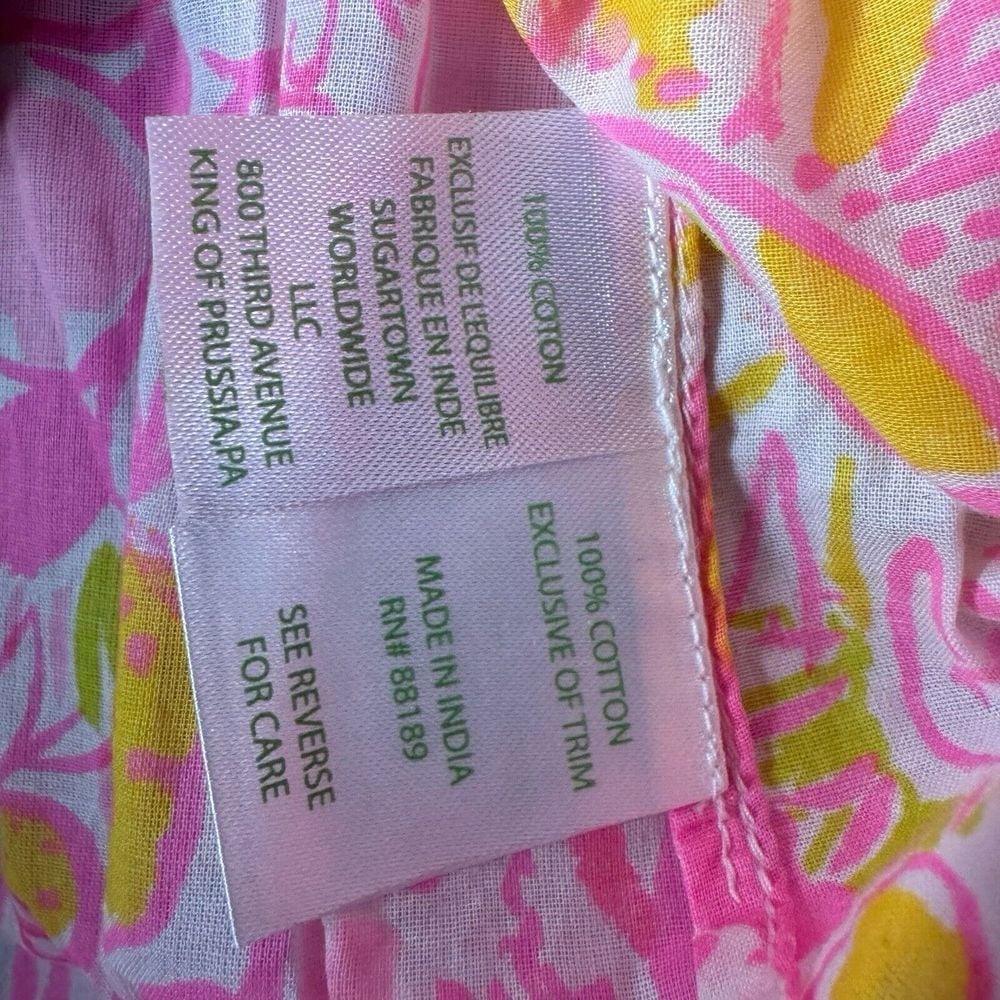 100% COTTON
EXCLUSIF DE L'EQUILIBRE
FABRIQUE EN INDE
SUGARTOWN
WORLDWIDE
LLC
800 THIRD AVENUE
KING OF PRUSSIA,PA
100% COTTON
EXCLUSIVE OF TRIM
MADE IN INDIA
RN# 88189
SEE REVERSE
FOR CARE